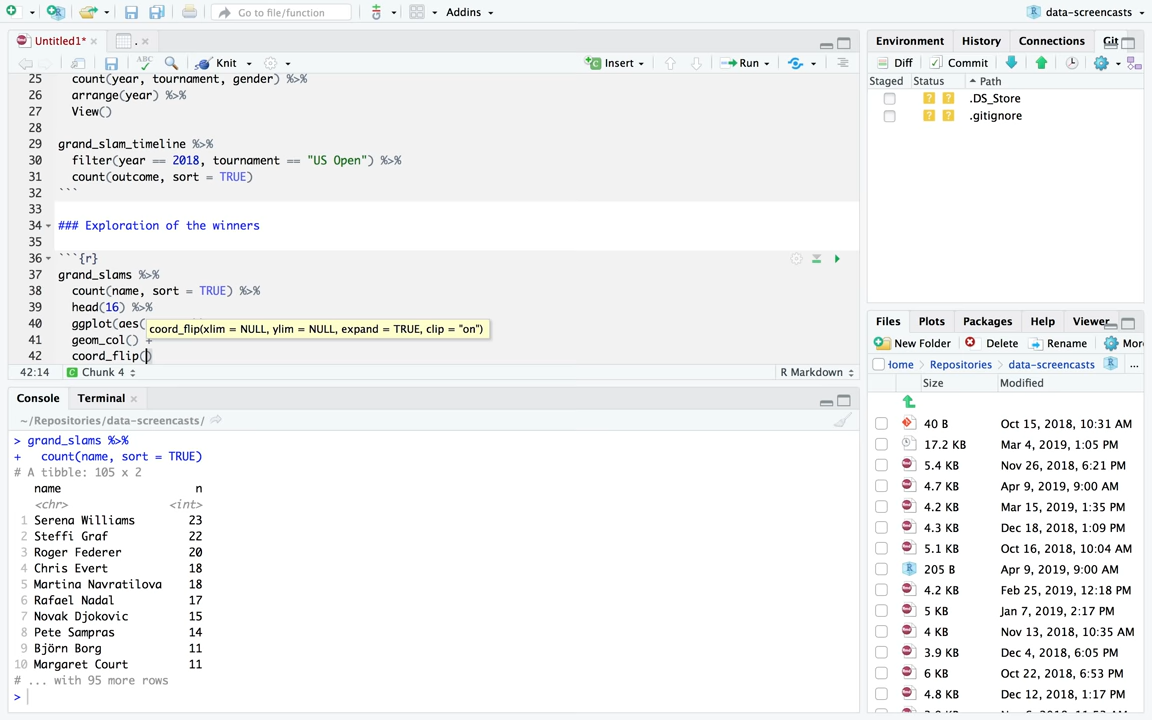 Go to file/function
Addins
data-screencasts
Untitled1*
.
Environment
History
Connections
Git
ABC
Knit
Insert
Run
Diff
Commit
Staged
Status
Path
.DS_Store
.gitignore
25 count(year, tournament, gender) %>%
26 arrange(year) %>%
27 View()
28
29 grand_slam_timeline %>%
30 filter(year == 2018, tournament == "US Open") %>%
31 count(outcome, sort = TRUE)
32 ```
33
34 ### Exploration of the winners
35
36 ```{r}
37 grand_slams %>%
38 count(name, sort = TRUE) %>%
39 head(16) %>%
40 ggplot(aes(
coord_flip(xlim = NULL, ylim = NULL, expand = TRUE, clip = "on")
41 geom_col() +
42 coord_flip()
42:14
Chunk 4
R Markdown
Console
Terminal
~/Repositories/data-screencasts/
> grand_slams %>%
+ count(name, sort = TRUE)
# A tibble: 105 x 2
name n
<chr> <int>
1 Serena Williams 23
2 Steffi Graf 22
3 Roger Federer 20
4 Chris Evert 18
5 Martina Navratilova 18
6 Rafael Nadal 17
7 Novak Djokovic 15
8 Pete Sampras 14
9 Björn Borg 11
10 Margaret Court 11
# ... with 95 more rows
>
Files
Plots
Packages
Help
Viewer
New Folder
Delete
Rename
Mor
Home
Repositories
data-screencasts
...
Size
Modified
40 B Oct 15, 2018, 10:31 AM
17.2 KB Mar 4, 2019, 1:05 PM
5.4 KB Nov 26, 2018, 6:21 PM
4.7 KB Apr 9, 2019, 9:00 AM
4.2 KB Mar 15, 2019, 1:35 PM
4.3 KB Dec 18, 2018, 1:09 PM
5.1 KB Oct 16, 2018, 10:04 AM
205 B Apr 9, 2019, 9:00 AM
4.2 KB Feb 25, 2019, 12:18 PM
5 KB Jan 7, 2019, 2:17 PM
4 KB Nov 13, 2018, 10:35 AM
3.9 KB Dec 4, 2018, 6:05 PM
6 KB Oct 22, 2018, 6:53 PM
4.8 KB Dec 12, 2018, 1:17 PM